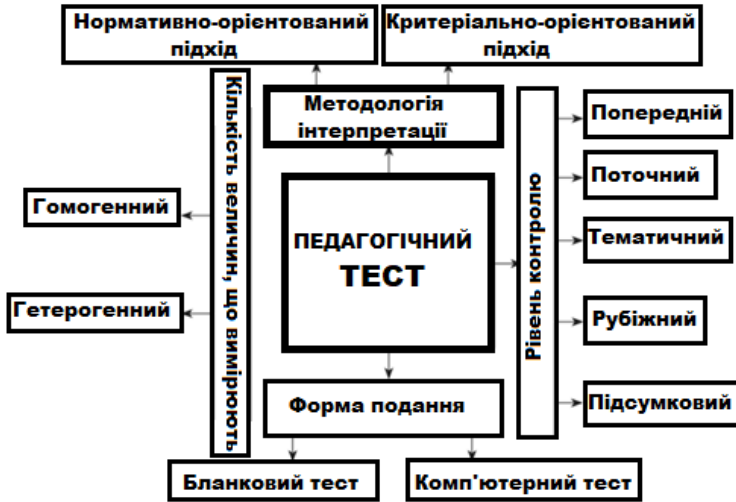 Нормативно-орієнтований
підхід
Критеріально-орієнтований
підхід
Методологія
інтерпретації
Кількість величин, що вимірюють
Гомогенний
Гетерогенний
ПЕДАГОГІЧНИЙ
ТЕСТ
Рівень контролю
Попередній
Поточний
Тематичний
Рубіжний
Підсумковий
Форма подання
Бланковий тест
Комп'ютерний тест